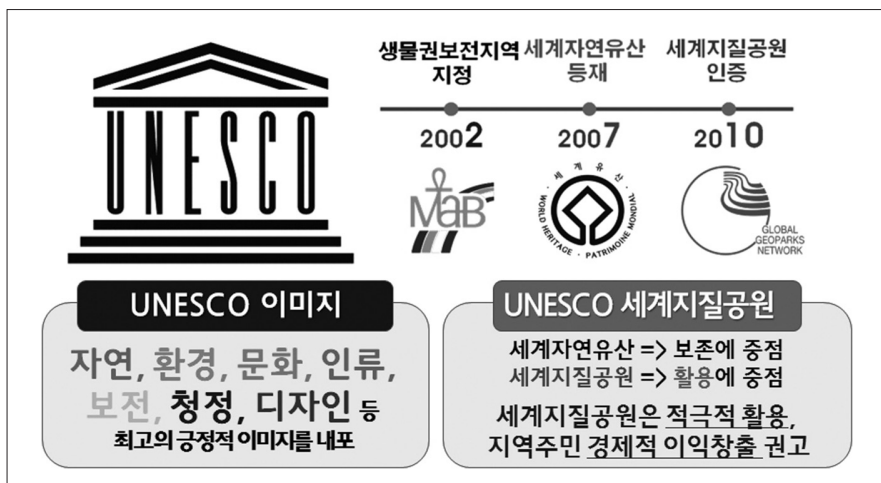 UNESCO
생물권보전지역
지정
세계자연유산
등재
세계지질공원
인증
2002
2007
2010
MaB
· 세 계 유 산 ·
WORLD HERITAGE · PATRIMOINE MONDIAL
GLOBAL
GEOPARKS
NETWORK
UNESCO 이미지
자연, 환경, 문화, 인류,
보전, 청정, 디자인 등
최고의 긍정적 이미지를 내포
UNESCO 세계지질공원
세계자연유산 => 보존에 중점
세계지질공원 => 활용에 중점
세계지질공원은 적극적 활용,
지역주민 경제적 이익창출 권고